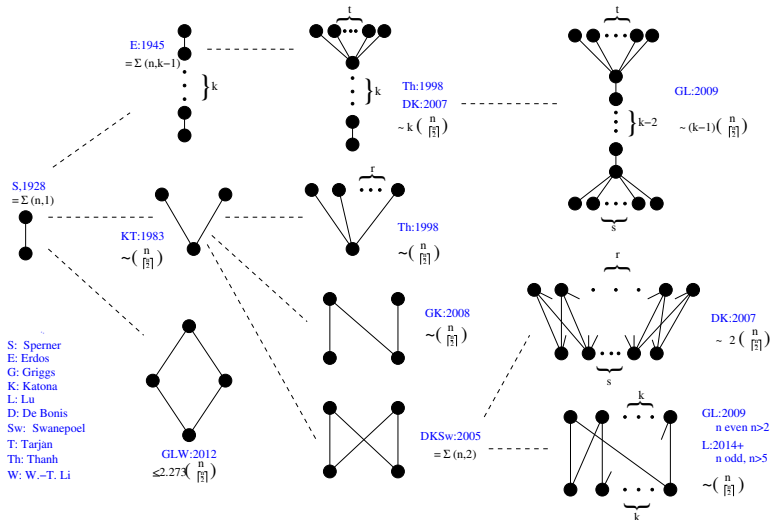 t
t
E:1945
= Σ (n,k−1)
} k
Th:1998
DK:2007
} k
~ k ( n ⌈n/2⌉ )
GL:2009
} k−2
~ (k−1) ( n ⌈n/2⌉ )
s
S,1928
= Σ (n,1)
r
KT:1983
~ ( n ⌈n/2⌉ )
Th:1998
~ ( n ⌈n/2⌉ )
r
GK:2008
~ ( n ⌈n/2⌉ )
DK:2007
~ 2 ( n ⌈n/2⌉ )
s
S: Sperner
E: Erdos
G: Griggs
K: Katona
L: Lu
D: De Bonis
Sw: Swanepoel
T: Tarjan
Th: Thanh
W: W.−T. Li
GLW:2012
≤2.273 ( n ⌈n/2⌉ )
DKSw:2005
= Σ (n,2)
k
GL:2009
n even n>2
L:2014+
n odd, n>5
~ ( n ⌈n/2⌉ )
k